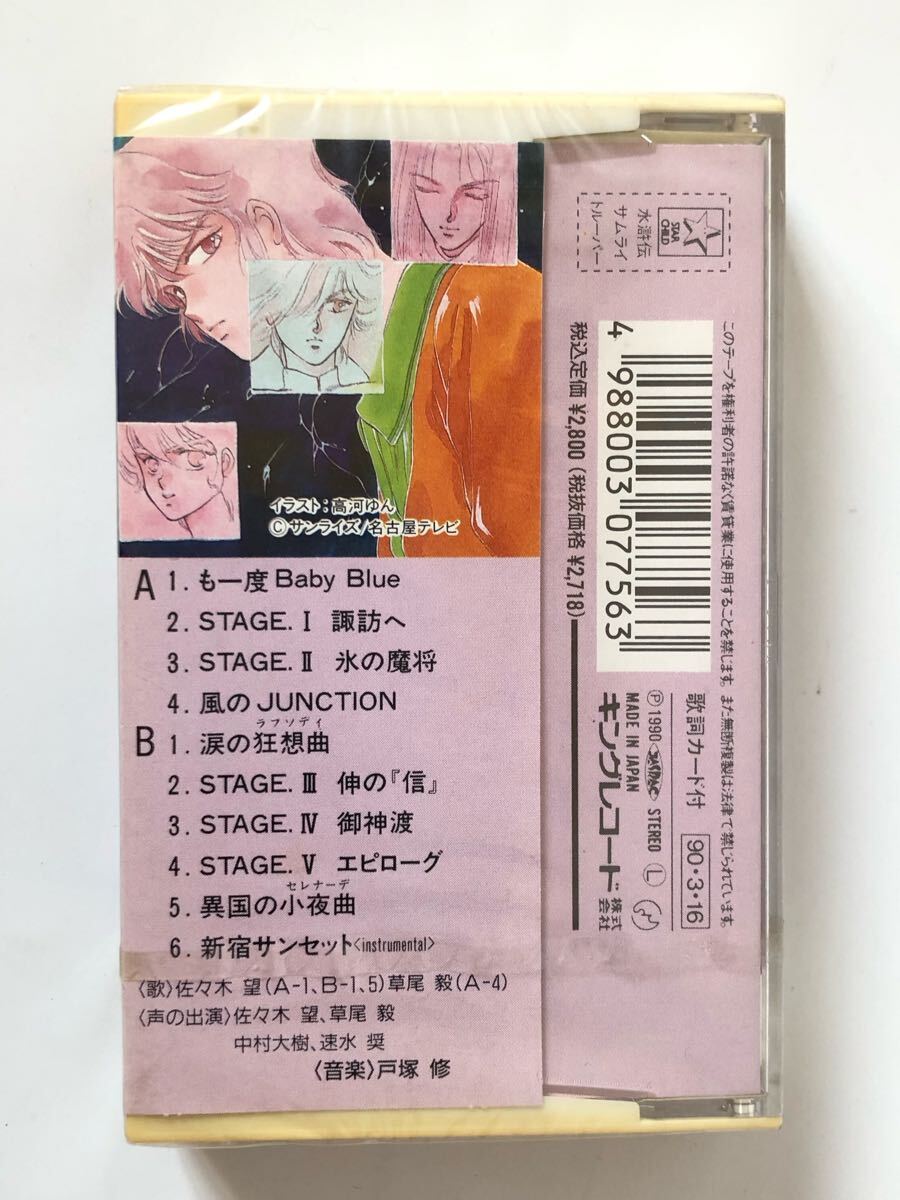 イラスト：高河ゆん
©サンライズ/名古屋テレビ
A 1. も一度 Baby Blue
2. STAGE. Ⅰ 諏訪へ
3. STAGE. Ⅱ 氷の魔将
4. 風の JUNCTION
ラプソディ
B 1. 涙の狂想曲
2. STAGE. Ⅲ 伸の『信』
3. STAGE. Ⅳ 御神渡
4. STAGE. Ⅴ エピローグ
セレナーデ
5. 異国の小夜曲
6. 新宿サンセット〈instrumental〉
〈歌〉佐々木 望(A-1、B-1、5)草尾 毅(A-4)
〈声の出演〉佐々木 望、草尾 毅
中村大樹、速水 奨
〈音楽〉戸塚 修
STAR CHILD
水滸伝
サムライ
トルーパー
このテープを権利者の許諾なく賃貸業に使用することを禁じます。また無断複製は法律で禁じられています。
4 988003 077563
歌詞カード付 90・3・16
Ⓟ1990 JASRAC STEREO Ⓛ
MADE IN JAPAN
キングレコード 株式会社
税込定価 ¥2,800 (税抜価格 ¥2,718)